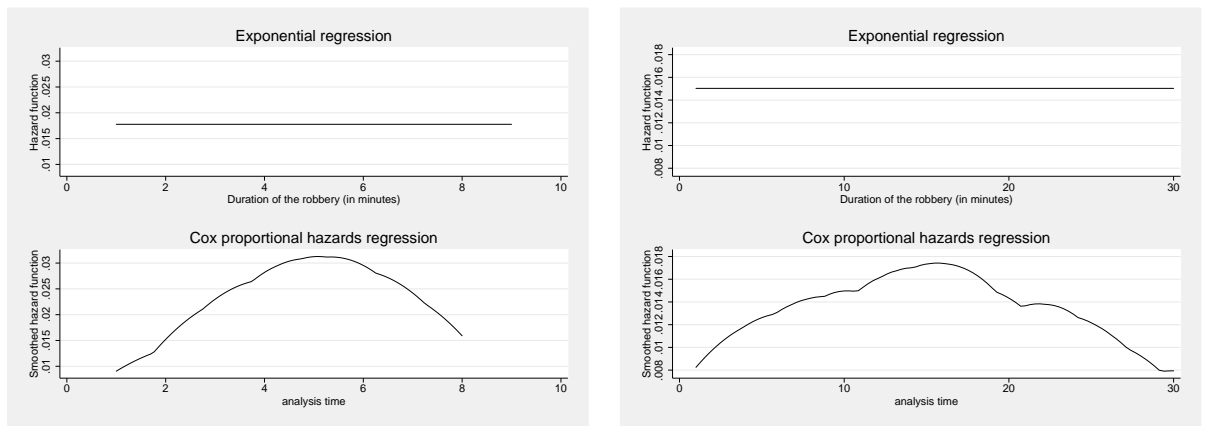 Exponential regression
Hazard function
.01 .015 .02 .025 .03
0 2 4 6 8 10
Duration of the robbery (in minutes)
Cox proportional hazards regression
Smoothed hazard function
.01 .015 .02 .025 .03
0 2 4 6 8 10
analysis time
Exponential regression
Hazard function
.008 .01 .012 .014 .016 .018
0 10 20 30
Duration of the robbery (in minutes)
Cox proportional hazards regression
Smoothed hazard function
.008 .01 .012 .014 .016 .018
0 10 20 30
analysis time